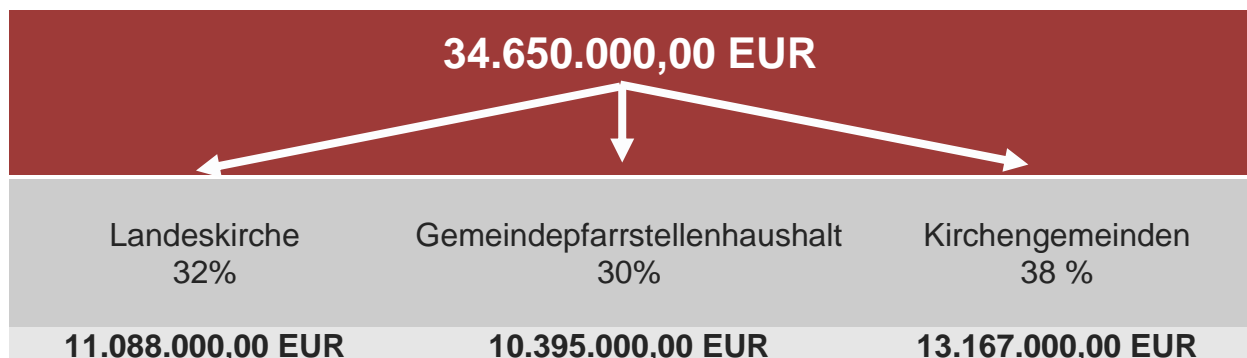 34.650.000,00 EUR
Landeskirche
32%
Gemeindepfarrstellenhaushalt
30%
Kirchengemeinden
38 %
11.088.000,00 EUR
10.395.000,00 EUR
13.167.000,00 EUR